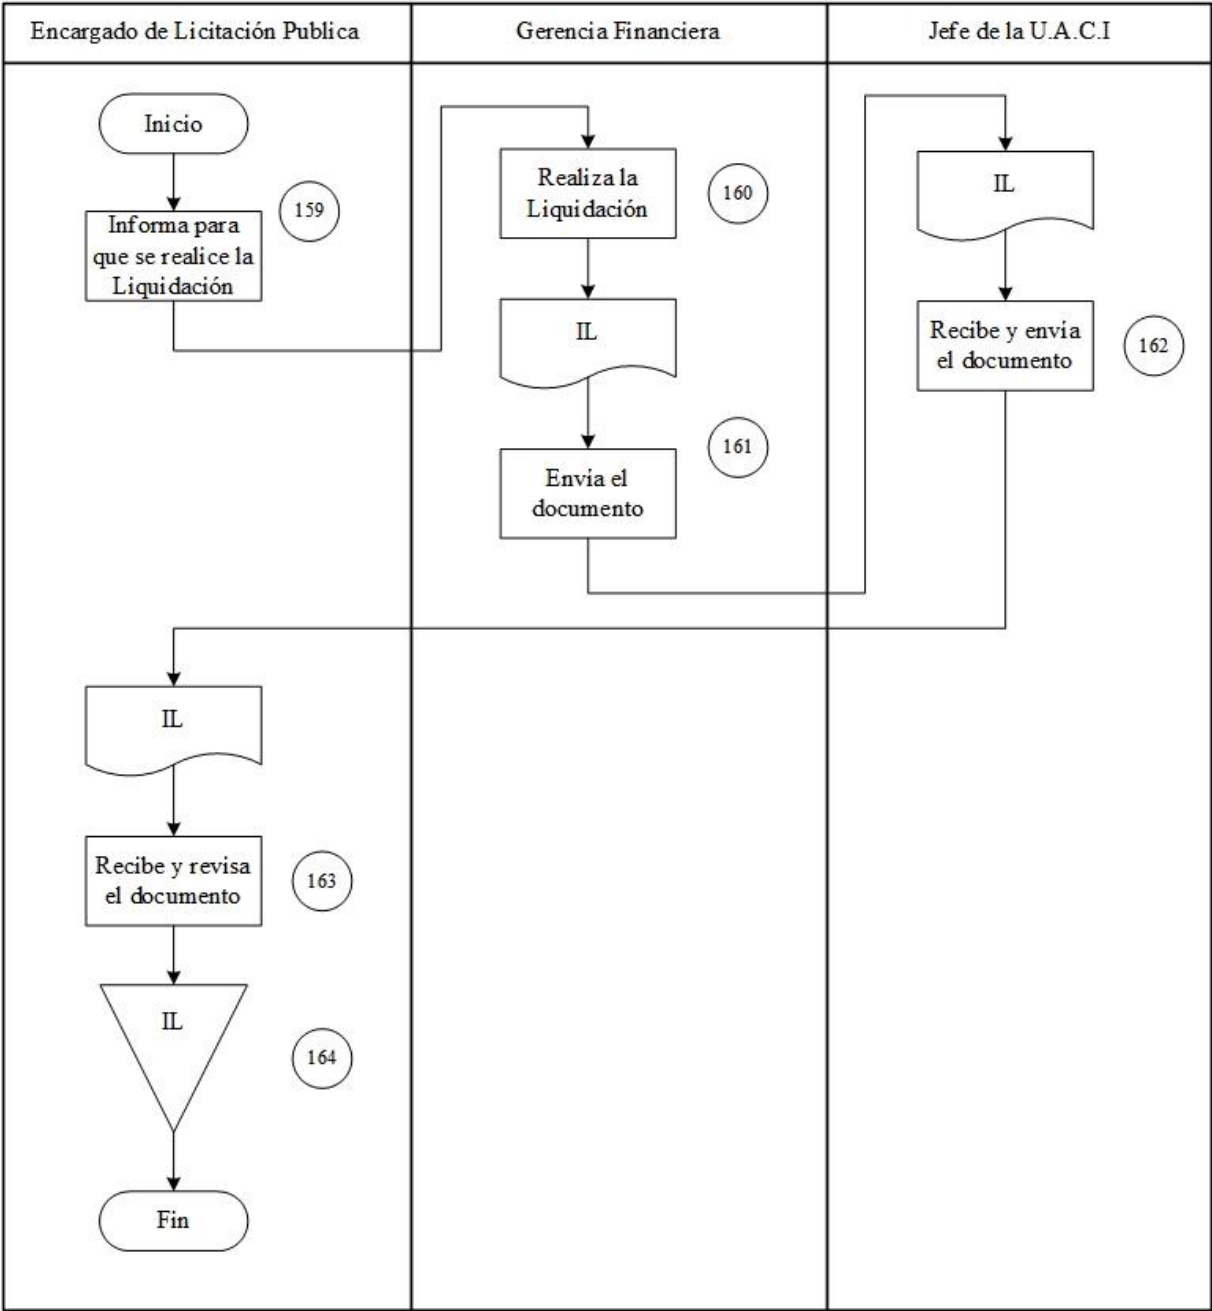 Encargado de Licitación Publica
Gerencia Financiera
Jefe de la U.A.C.I
Inicio
159
Informa para
que se realice la
Liquidación
Realiza la
Liquidación
160
IL
161
Envía el
documento
IL
Recibe y envia
el documento
162
IL
Recibe y revisa
el documento
163
IL
164
Fin